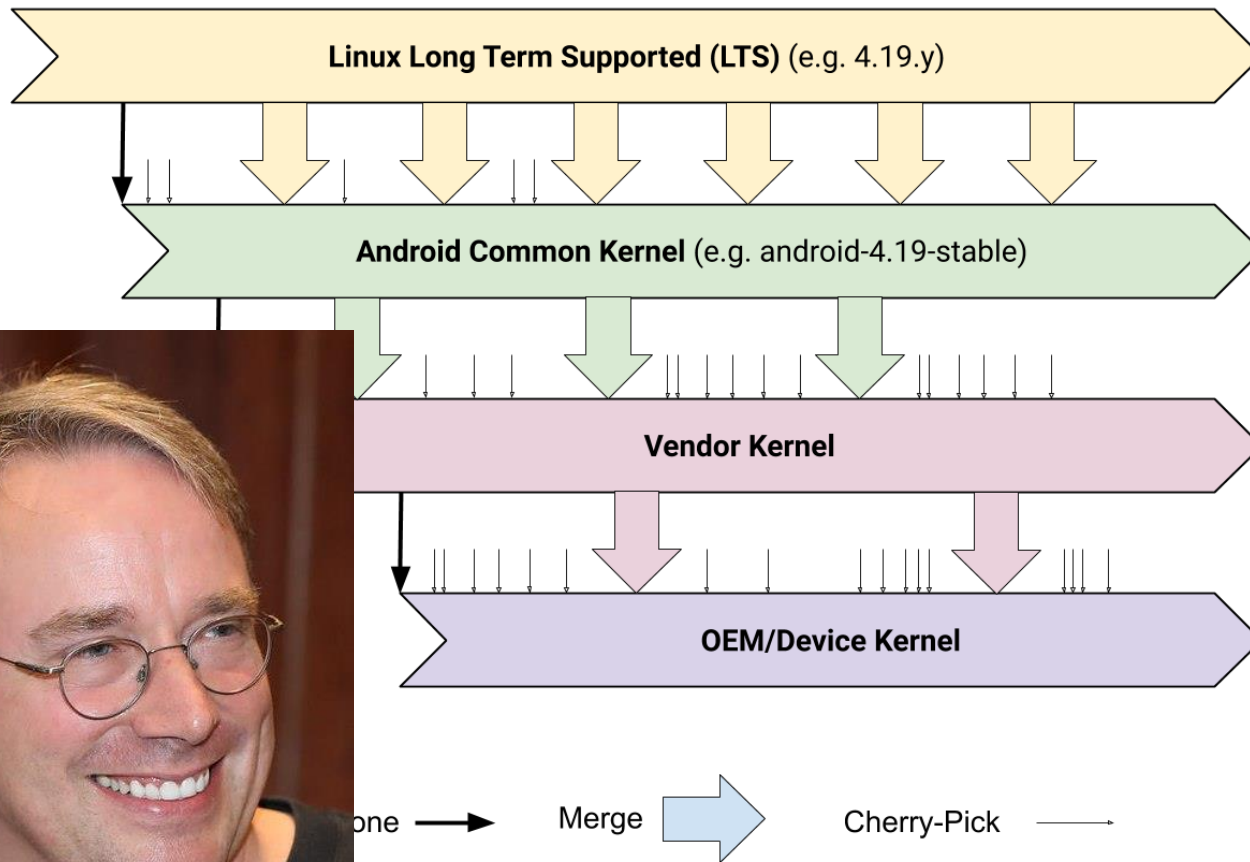 Linux Long Term Supported (LTS) (e.g. 4.19.y)
Android Common Kernel (e.g. android-4.19-stable)
Vendor Kernel
OEM/Device Kernel
Merge
Cherry-Pick